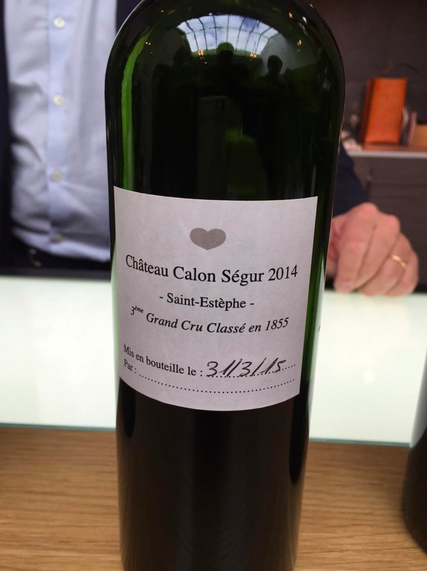 Château Calon Ségur 2014
- Saint-Estèphe -
3ème Grand Cru Classé en 1855
Mis en bouteille le : 31/3/15
Par :